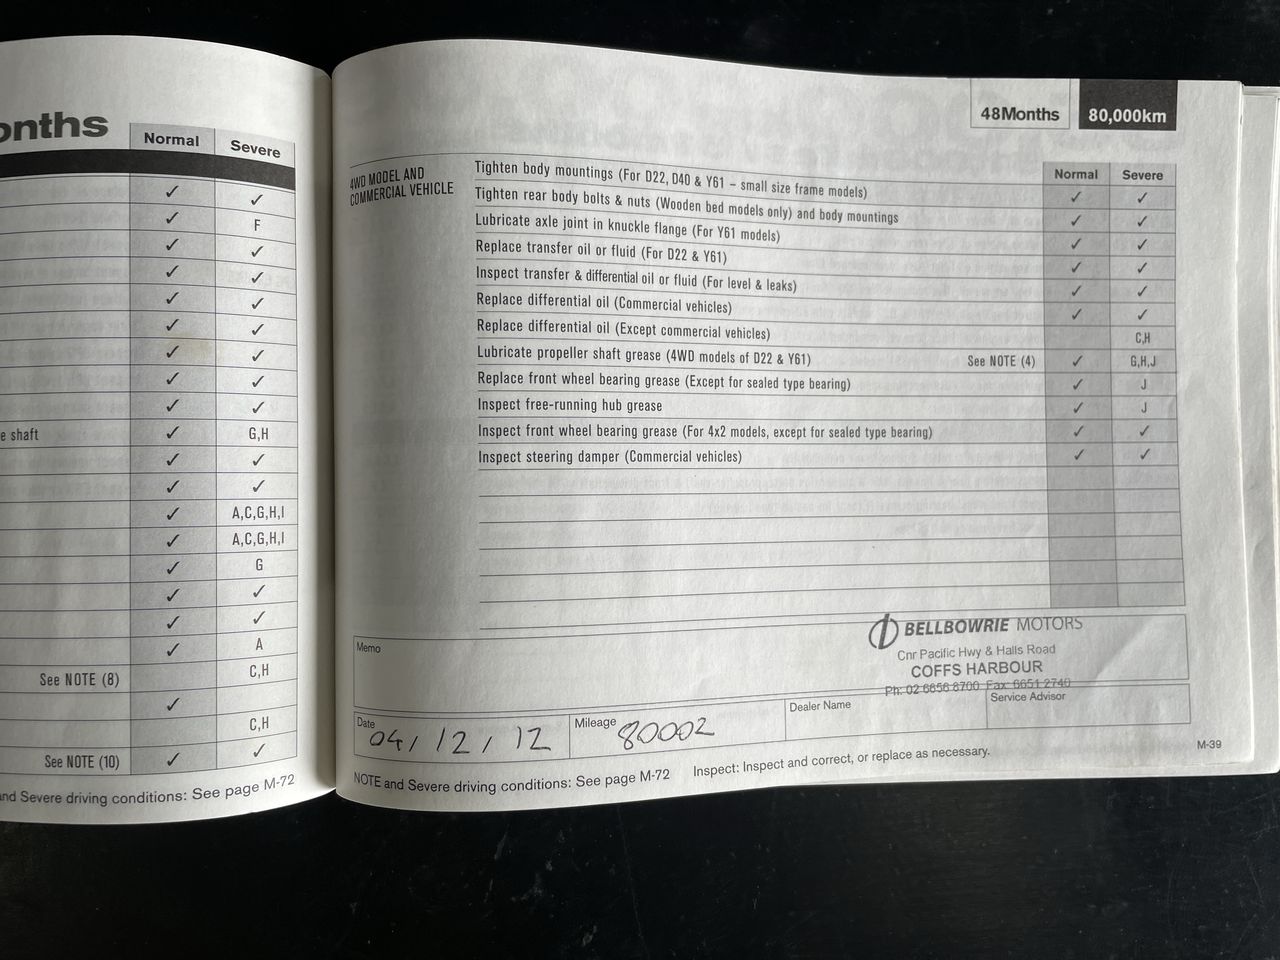 onths
Normal Severe
✓ ✓
✓ F
✓ ✓
✓ ✓
✓ ✓
✓ ✓
✓ ✓
✓ ✓
✓ ✓
e shaft ✓ G,H
✓ ✓
✓ ✓
✓ A,C,G,H,I
✓ A,C,G,H,I
✓ G
✓ ✓
✓ ✓
✓ A
See NOTE (8) C,H
✓
C,H
See NOTE (10) ✓ ✓
nd Severe driving conditions: See page M-72
48Months 80,000km
Normal Severe
4WD MODEL AND
COMMERCIAL VEHICLE
Tighten body mountings (For D22, D40 & Y61 – small size frame models) ✓ ✓
Tighten rear body bolts & nuts (Wooden bed models only) and body mountings ✓ ✓
Lubricate axle joint in knuckle flange (For Y61 models) ✓ ✓
Replace transfer oil or fluid (For D22 & Y61) ✓ ✓
Inspect transfer & differential oil or fluid (For level & leaks) ✓ ✓
Replace differential oil (Commercial vehicles) ✓ ✓
Replace differential oil (Except commercial vehicles) C,H
Lubricate propeller shaft grease (4WD models of D22 & Y61) See NOTE (4) ✓ G,H,J
Replace front wheel bearing grease (Except for sealed type bearing) ✓ J
Inspect free-running hub grease ✓ J
Inspect front wheel bearing grease (For 4x2 models, except for sealed type bearing) ✓ ✓
Inspect steering damper (Commercial vehicles) ✓ ✓
Memo
BELLBOWRIE MOTORS
Cnr Pacific Hwy & Halls Road
COFFS HARBOUR
Ph: 02 6656 8700 Fax: 6651 2740
Date 04/12/12
Mileage 80002
Dealer Name
Service Advisor
NOTE and Severe driving conditions: See page M-72 Inspect: Inspect and correct, or replace as necessary.
M-39